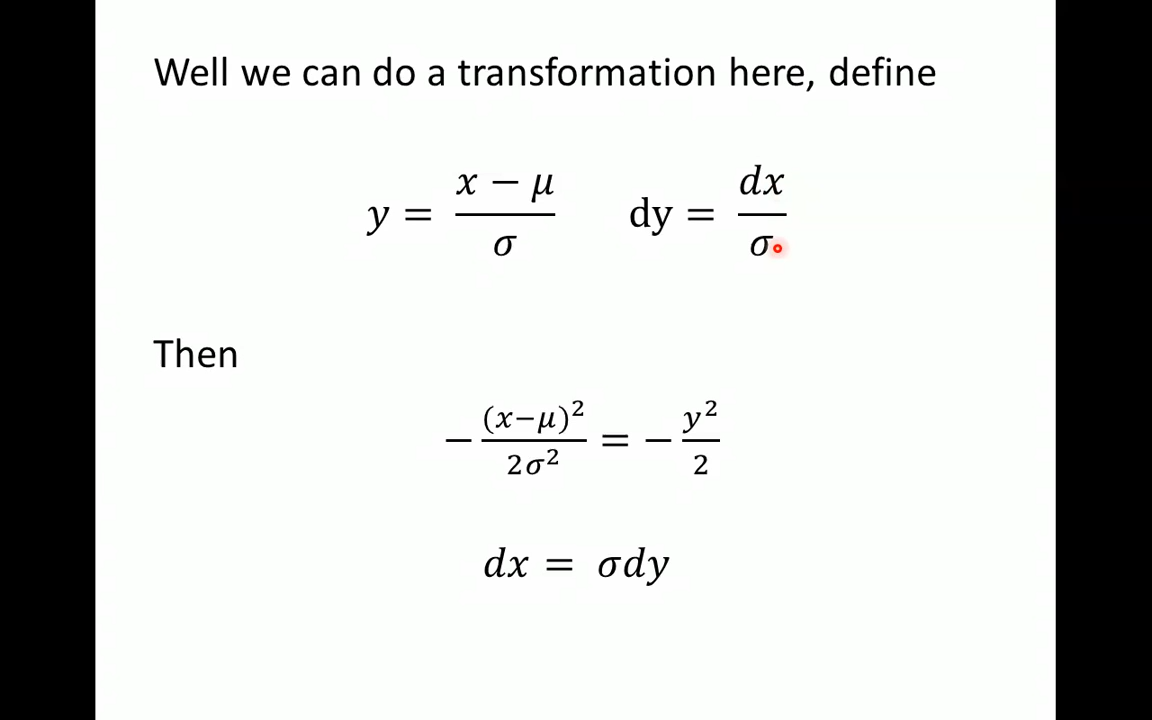 Well we can do a transformation here, define
y = (x − μ)/σ dy = dx/σ
Then
−(x−μ)²/2σ² = −y²/2
dx = σdy